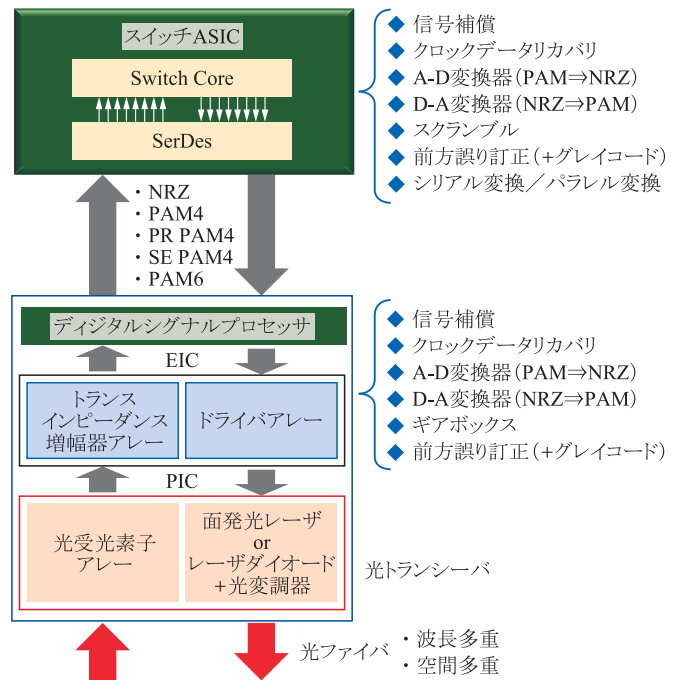 スイッチASIC
Switch Core
SerDes
◆ 信号補償
◆ クロックデータリカバリ
◆ A-D変換器(PAM⇒NRZ)
◆ D-A変換器(NRZ⇒PAM)
◆ スクランブル
◆ 前方誤り訂正(+グレイコード)
◆ シリアル変換／パラレル変換
・NRZ
・PAM4
・PR PAM4
・SE PAM4
・PAM6
ディジタルシグナルプロセッサ
EIC
トランス
インピーダンス
増幅器アレー
ドライバアレー
◆ 信号補償
◆ クロックデータリカバリ
◆ A-D変換器(PAM⇒NRZ)
◆ D-A変換器(NRZ⇒PAM)
◆ ギアボックス
◆ 前方誤り訂正(+グレイコード)
PIC
光受光素子
アレー
面発光レーザ
or
レーザダイオード
+光変調器
光トランシーバ
光ファイバ
・波長多重
・空間多重